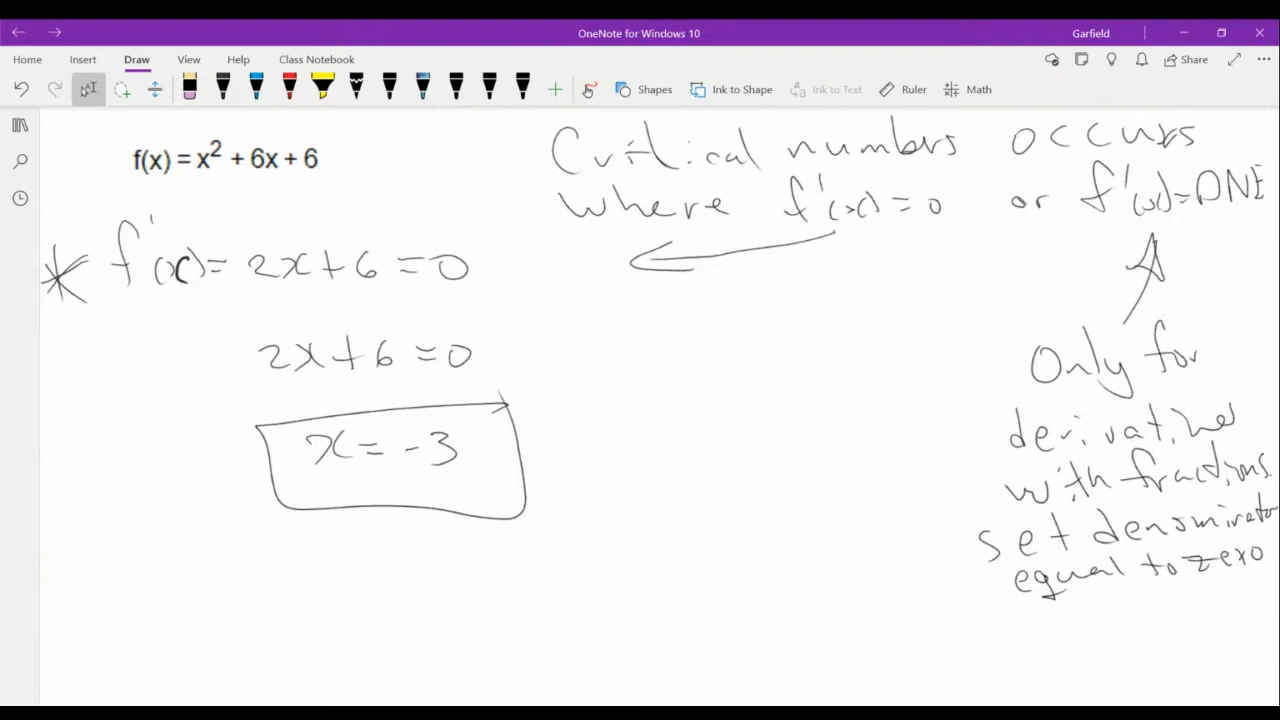 OneNote for Windows 10
Garfield
Home Insert Draw View Help Class Notebook
Share
Shapes Ink to Shape Ink to Text Ruler Math
f(x) = x² + 6x + 6
Critical numbers occurs
where f'(x) = 0 or f'(x) = DNE
* f'(x) = 2x + 6 = 0
2x + 6 = 0
x = -3
Only for
derivatives
with fractions.
set denominator
equal to zero